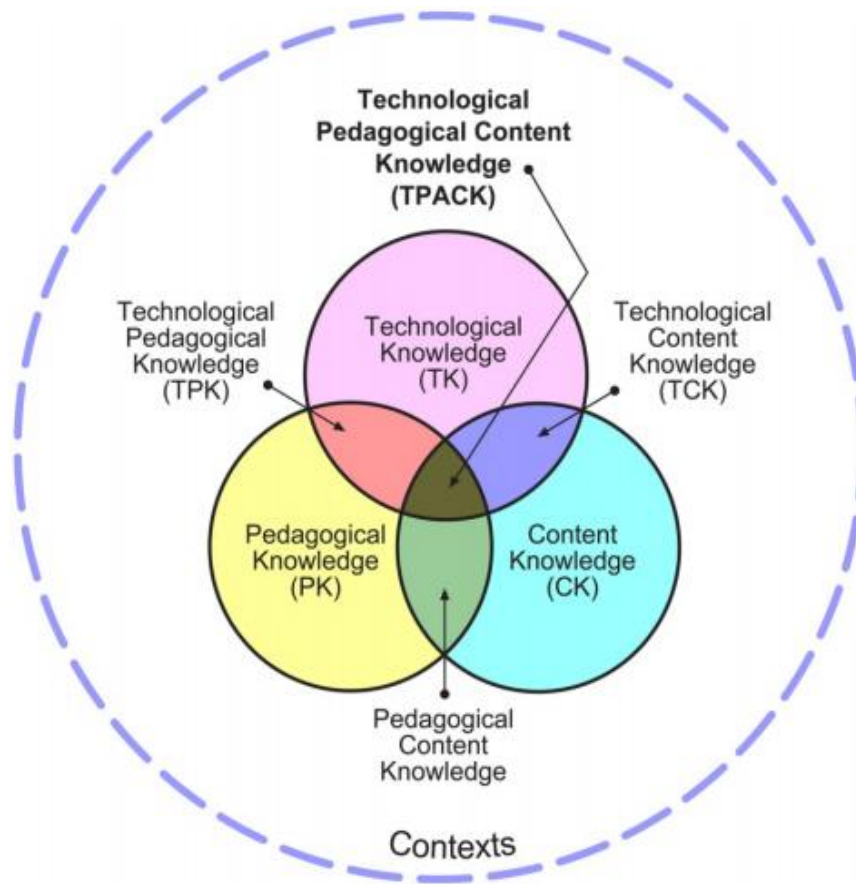 Technological
Pedagogical Content
Knowledge
(TPACK)
Technological
Pedagogical
Knowledge
(TPK)
Technological
Knowledge
(TK)
Technological
Content
Knowledge
(TCK)
Pedagogical
Knowledge
(PK)
Content
Knowledge
(CK)
Pedagogical
Content
Knowledge
Contexts